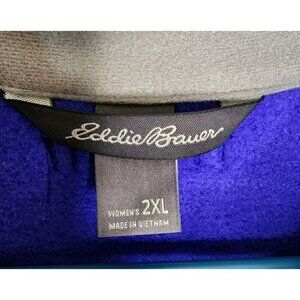 Eddie Bauer
WOMEN'S 2XL
MADE IN VIETNAM